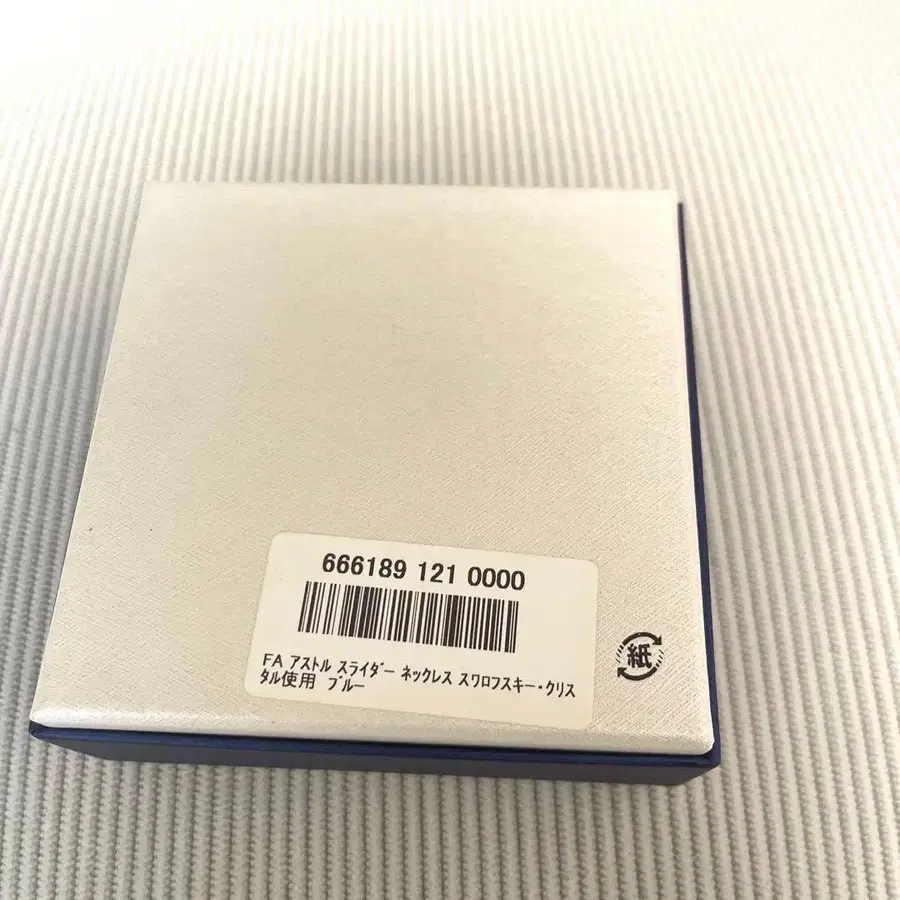 666189 121 0000
FA アストル スライダー ネックレス スワロフスキー・クリス
タル使用 ブルー
紙